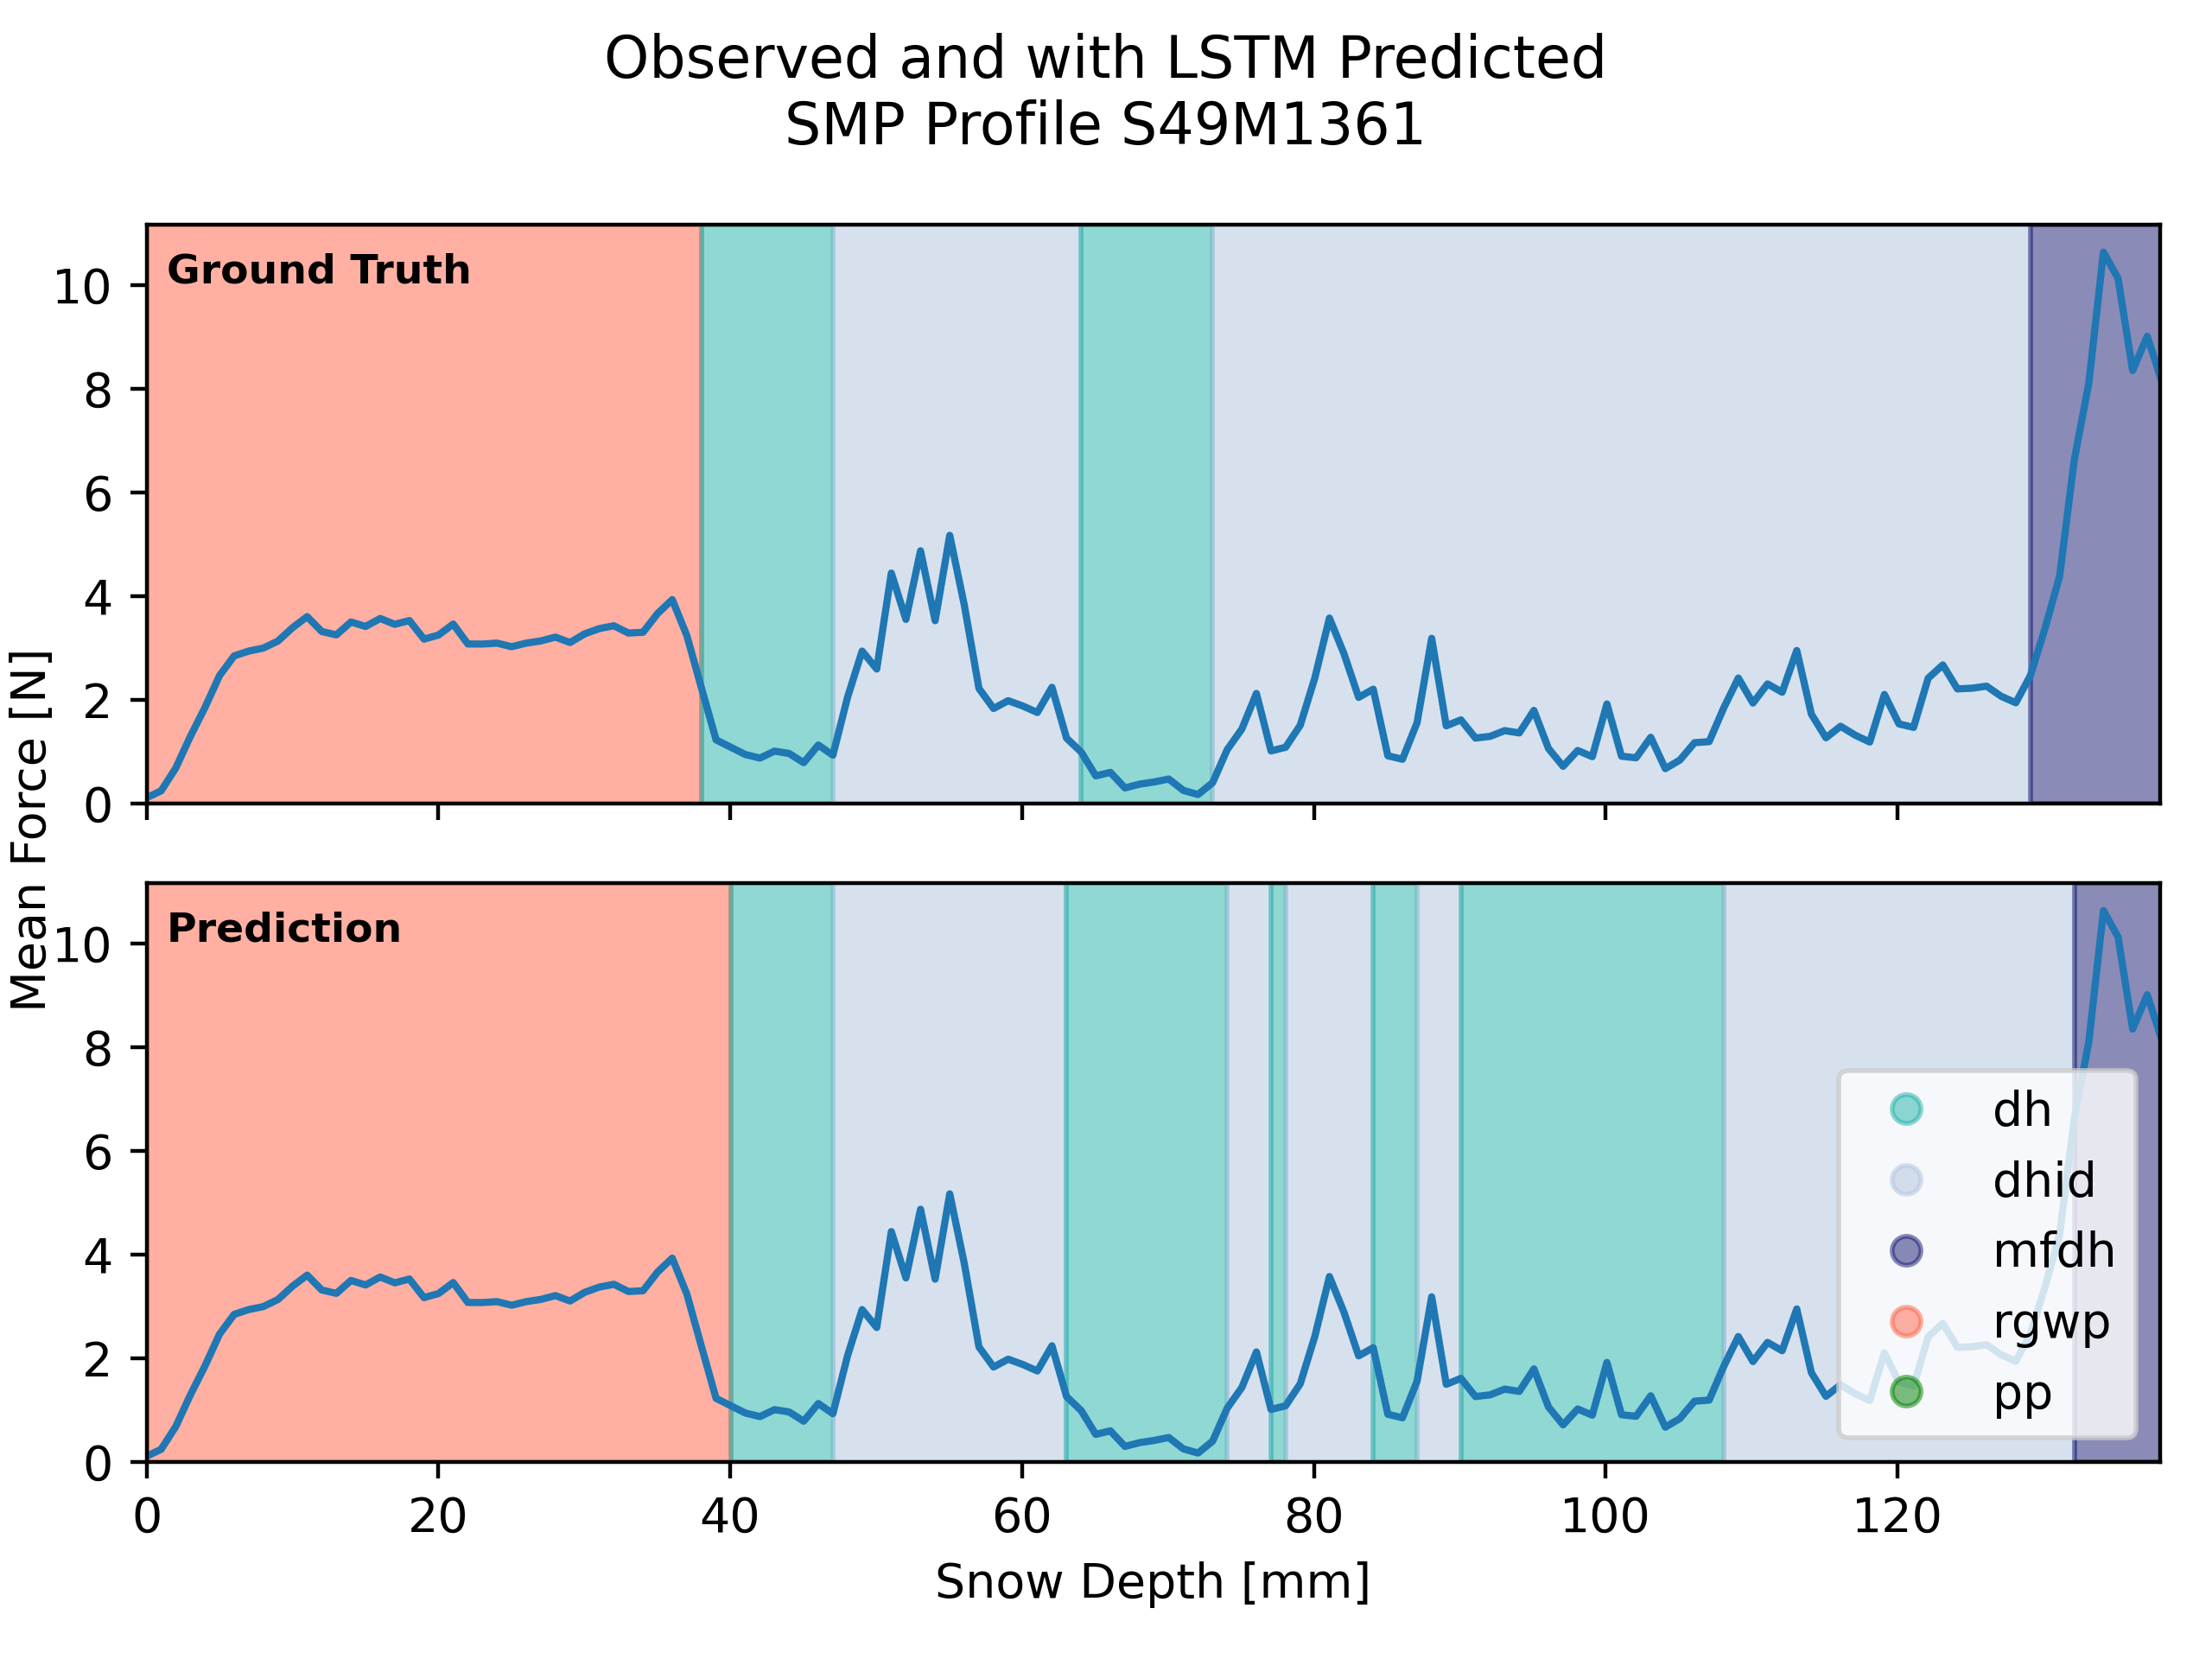 Observed and with LSTM Predicted
SMP Profile S49M1361
Mean Force [N]
Ground Truth
10
8
6
4
2
0
Prediction
10
8
6
4
2
0
dh
dhid
mfdh
rgwp
pp
0 20 40 60 80 100 120
Snow Depth [mm]